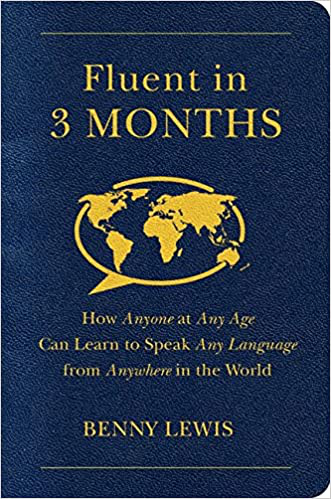 Fluent in
3 MONTHS
How Anyone at Any Age
Can Learn to Speak Any Language
from Anywhere in the World
BENNY LEWIS